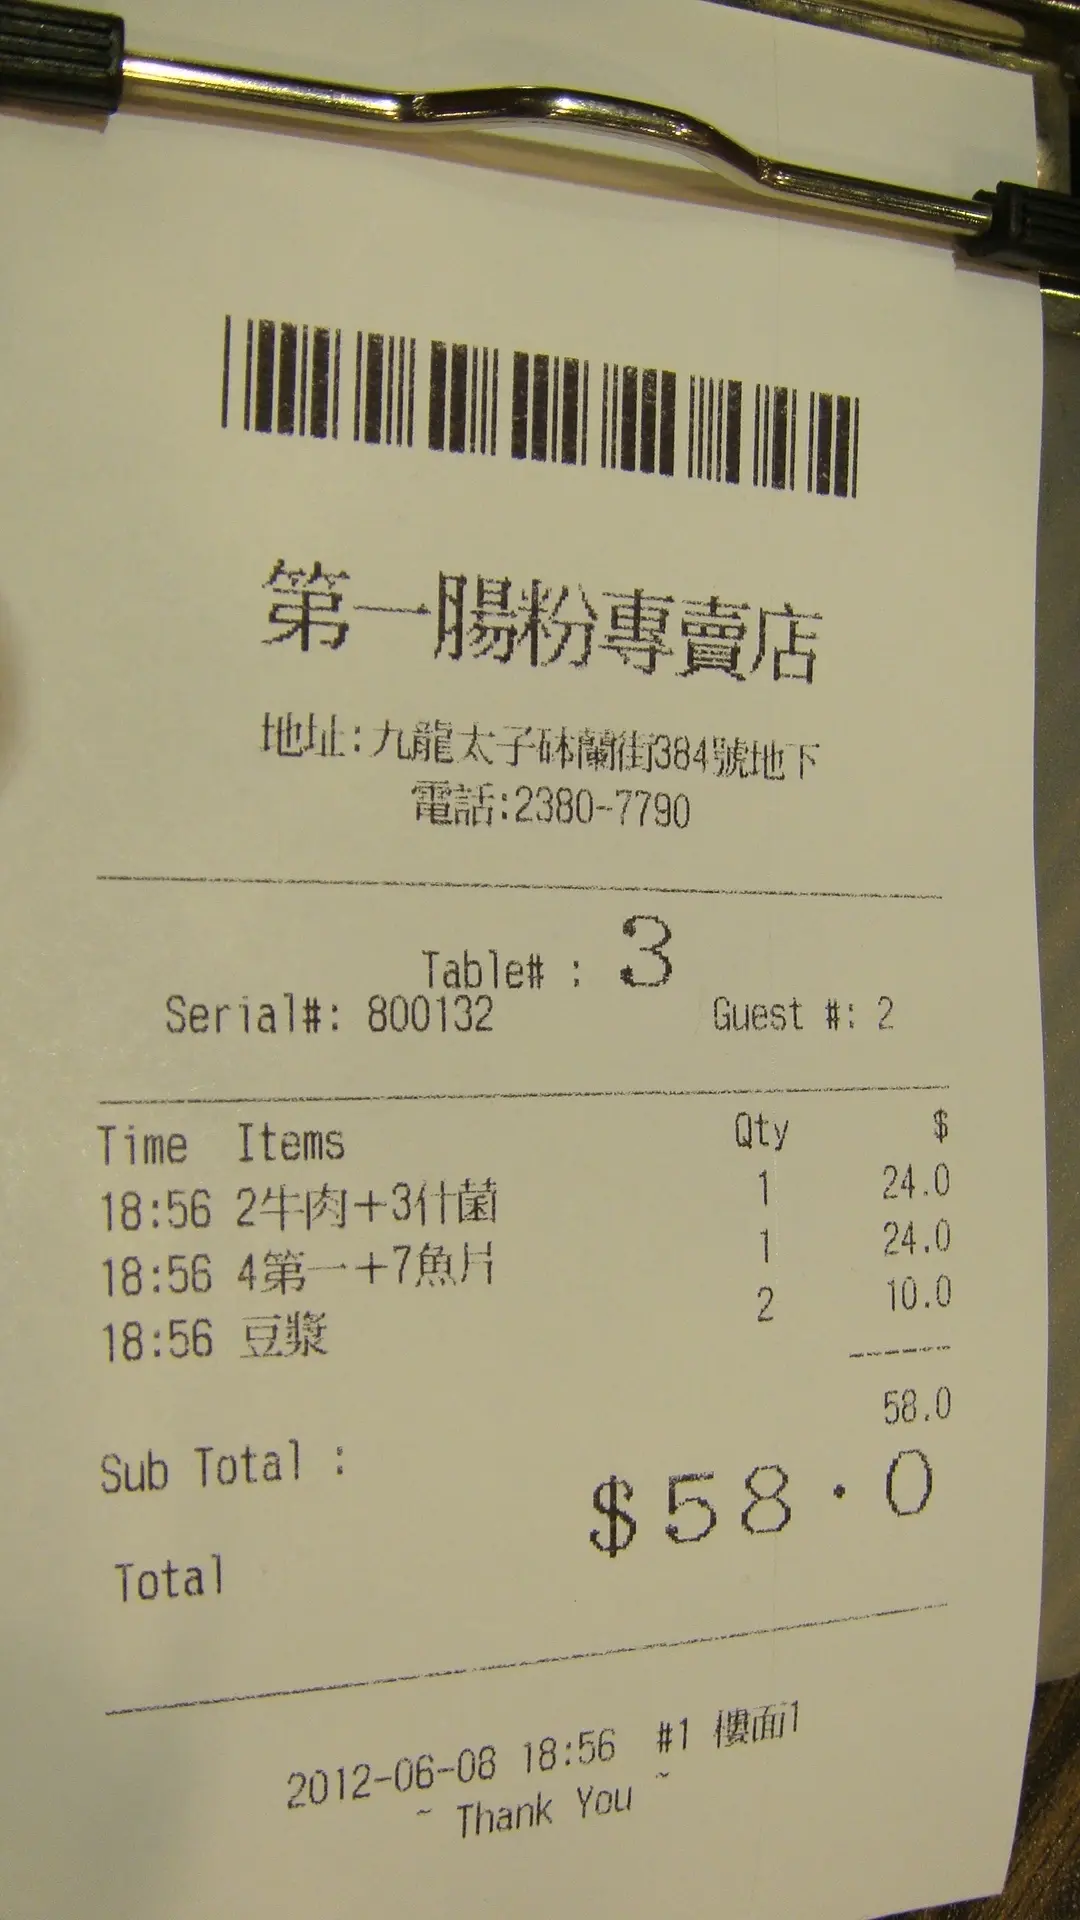 第一腸粉專賣店
地址:九龍太子砵蘭街384號地下
電話:2380-7790
Table# : 3
Serial#: 800132 Guest #: 2
Time Items Qty $
18:56 2牛肉+3什菌 1 24.0
18:56 4第一+7魚片 1 24.0
18:56 豆漿 2 10.0
------
Sub Total : 58.0
Total $58.0
2012-06-08 18:56 #1 樓面1
~ Thank You ~